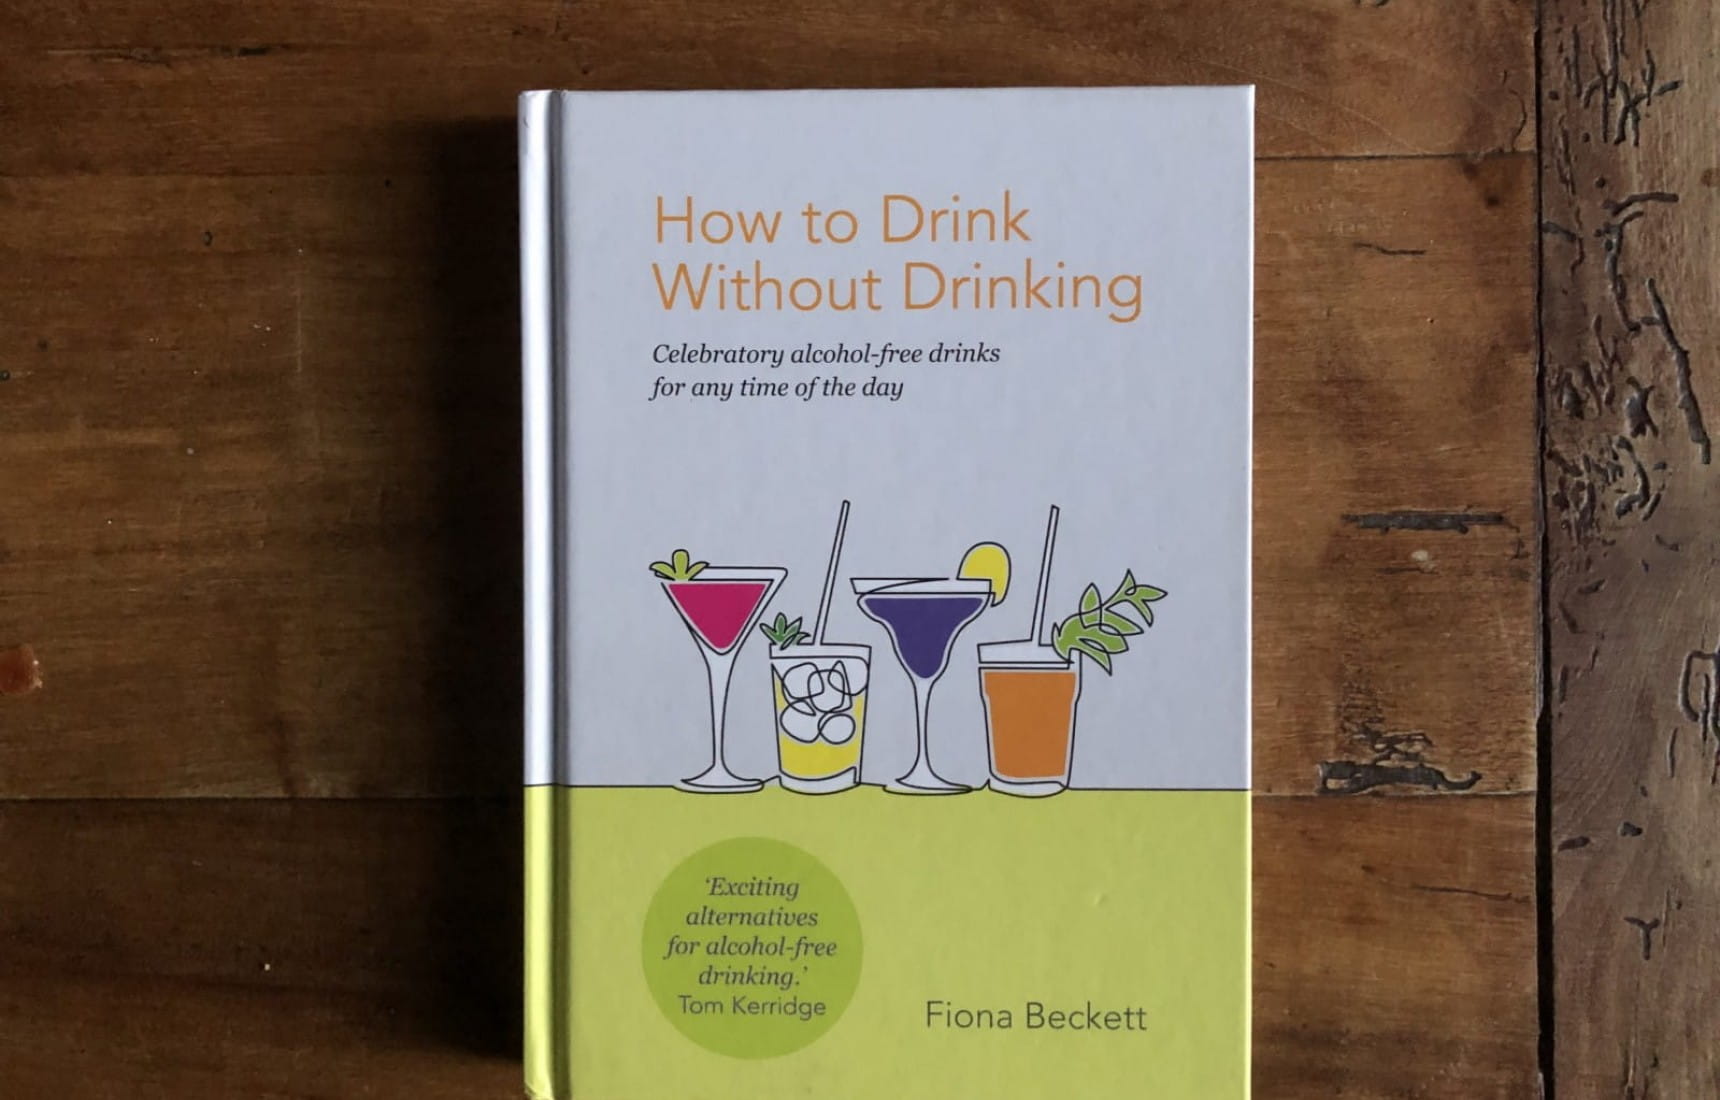 How to Drink
Without Drinking
Celebratory alcohol-free drinks
for any time of the day
‘Exciting
alternatives
for alcohol-free
drinking.’
Tom Kerridge
Fiona Beckett